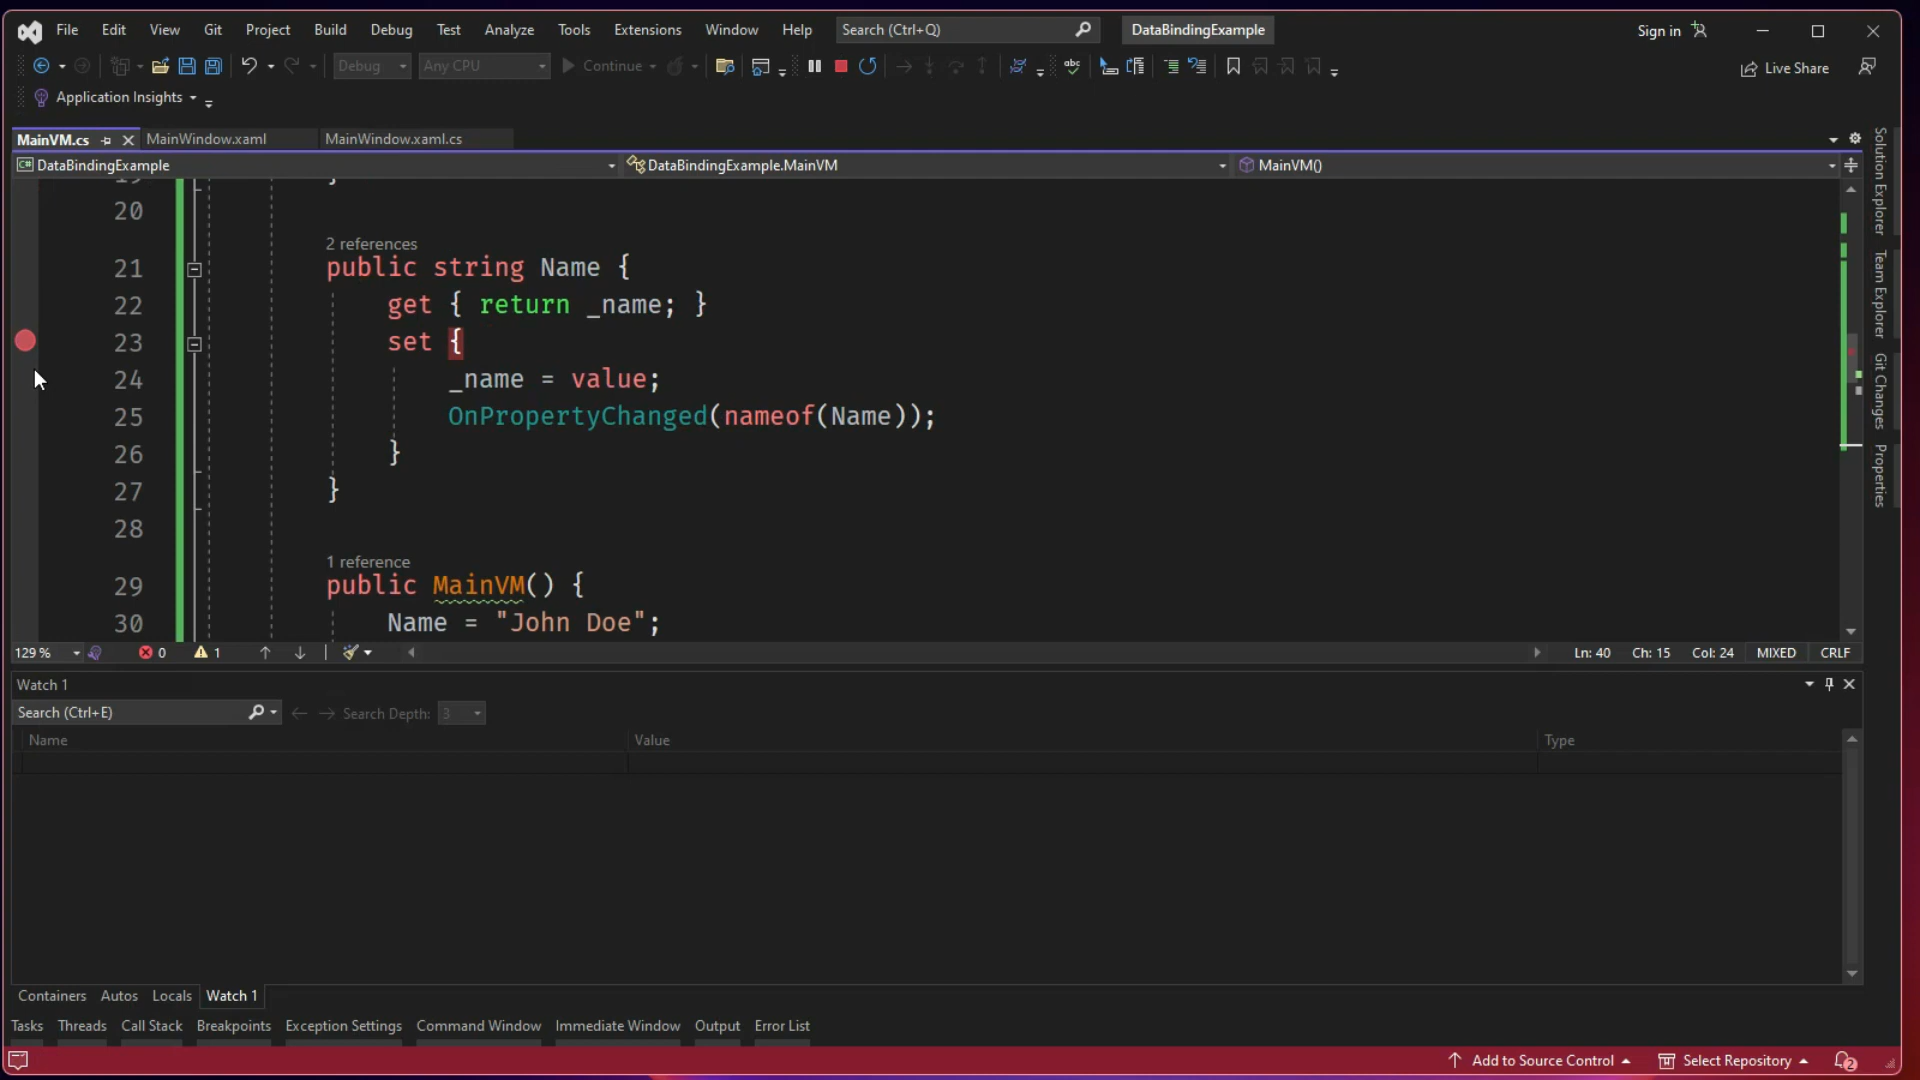 File Edit View Git Project Build Debug Test Analyze Tools Extensions Window Help Search (Ctrl+Q) DataBindingExample Sign in
Debug Any CPU Continue Live Share
Application Insights
MainVM.cs MainWindow.xaml MainWindow.xaml.cs
DataBindingExample DataBindingExample.MainVM MainVM()
20
2 references
21 public string Name {
22 get { return _name; }
23 set {
24 _name = value;
25 OnPropertyChanged(nameof(Name));
26 }
27 }
28
1 reference
29 public MainVM() {
30 Name = "John Doe";
129 % 0 1 Ln: 40 Ch: 15 Col: 24 MIXED CRLF
Watch 1
Search (Ctrl+E) Search Depth: 3
Name Value Type
Containers Autos Locals Watch 1
Tasks Threads Call Stack Breakpoints Exception Settings Command Window Immediate Window Output Error List
Add to Source Control Select Repository 2
Solution Explorer
Team Explorer
Git Changes
Properties